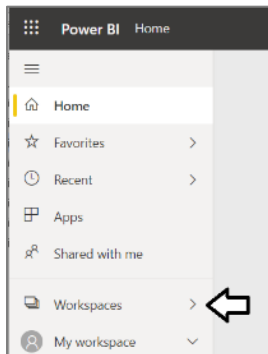 Power BI Home
Home
Favorites
Recent
Apps
Shared with me
Workspaces
My workspace